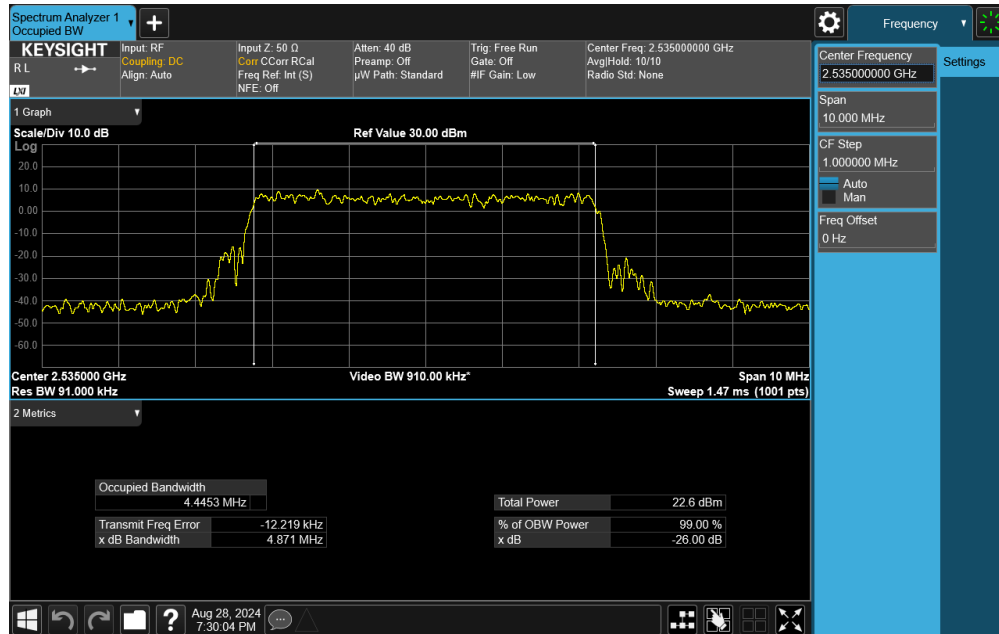 Spectrum Analyzer 1
Occupied BW
Frequency
KEYSIGHT
R L
LXI
Input: RF
Coupling: DC
Align: Auto
Input Z: 50 Ω
Corr CCorr RCal
Freq Ref: Int (S)
NFE: Off
Atten: 40 dB
Preamp: Off
µW Path: Standard
Trig: Free Run
Gate: Off
#IF Gain: Low
Center Freq: 2.535000000 GHz
Avg|Hold: 10/10
Radio Std: None
Center Frequency
2.535000000 GHz
Settings
Span
10.000 MHz
CF Step
1.000000 MHz
Auto
Man
Freq Offset
0 Hz
1 Graph
Scale/Div 10.0 dB
Ref Value 30.00 dBm
Log
20.0
10.0
0.00
-10.0
-20.0
-30.0
-40.0
-50.0
-60.0
Center 2.535000 GHz
Video BW 910.00 kHz*
Span 10 MHz
Res BW 91.000 kHz
Sweep 1.47 ms (1001 pts)
2 Metrics
Occupied Bandwidth
4.4453 MHz
Total Power 22.6 dBm
Transmit Freq Error -12.219 kHz
% of OBW Power 99.00 %
x dB Bandwidth 4.871 MHz
x dB -26.00 dB
?
Aug 28, 2024
7:30:04 PM